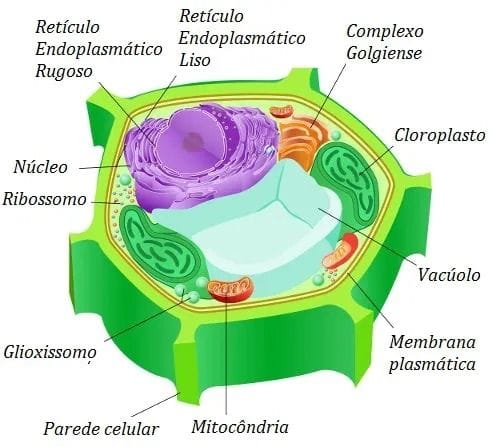 Retículo
Endoplasmático
Rugoso
Retículo
Endoplasmático
Liso
Complexo
Golgiense
Cloroplasto
Núcleo
Ribossomo
Vacúolo
Glioxissomo
Membrana
plasmática
Parede celular
Mitocôndria